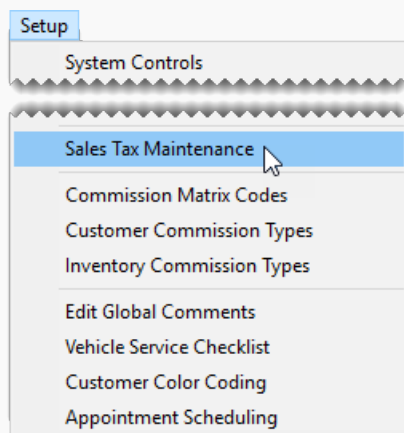 Setup
System Controls
Sales Tax Maintenance
Commission Matrix Codes
Customer Commission Types
Inventory Commission Types
Edit Global Comments
Vehicle Service Checklist
Customer Color Coding
Appointment Scheduling